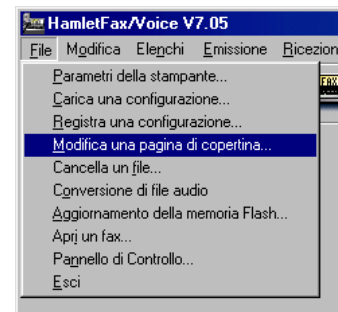 HamletFax/Voice V7.05
File Modifica Elenchi Emissione Ricezion
Parametri della stampante...
FAX
Carica una configurazione...
Registra una configurazione...
Modifica una pagina di copertina...
Cancella un file...
Conversione di file audio
Aggiornamento della memoria Flash...
Apri un fax...
Pannello di Controllo...
Esci